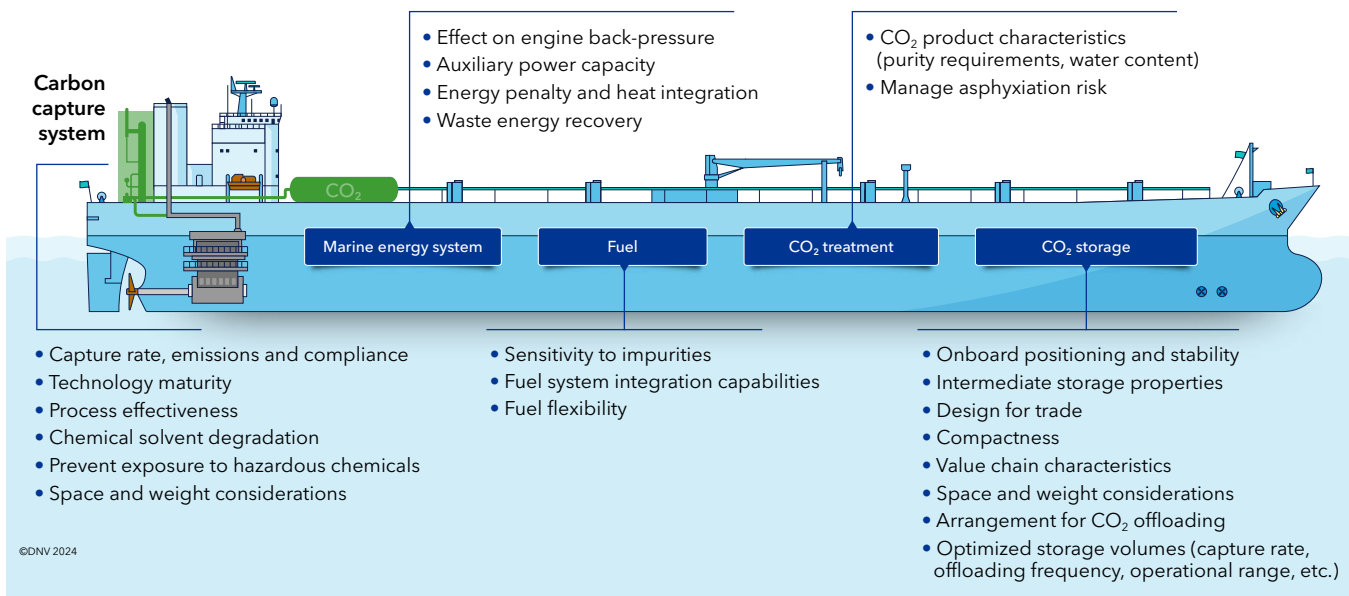 Carbon
capture
system
• Effect on engine back-pressure
• Auxiliary power capacity
• Energy penalty and heat integration
• Waste energy recovery
• CO₂ product characteristics
(purity requirements, water content)
• Manage asphyxiation risk
CO₂
Marine energy system
Fuel
CO₂ treatment
CO₂ storage
• Capture rate, emissions and compliance
• Technology maturity
• Process effectiveness
• Chemical solvent degradation
• Prevent exposure to hazardous chemicals
• Space and weight considerations
• Sensitivity to impurities
• Fuel system integration capabilities
• Fuel flexibility
• Onboard positioning and stability
• Intermediate storage properties
• Design for trade
• Compactness
• Value chain characteristics
• Space and weight considerations
• Arrangement for CO₂ offloading
• Optimized storage volumes (capture rate,
offloading frequency, operational range, etc.)
©DNV 2024